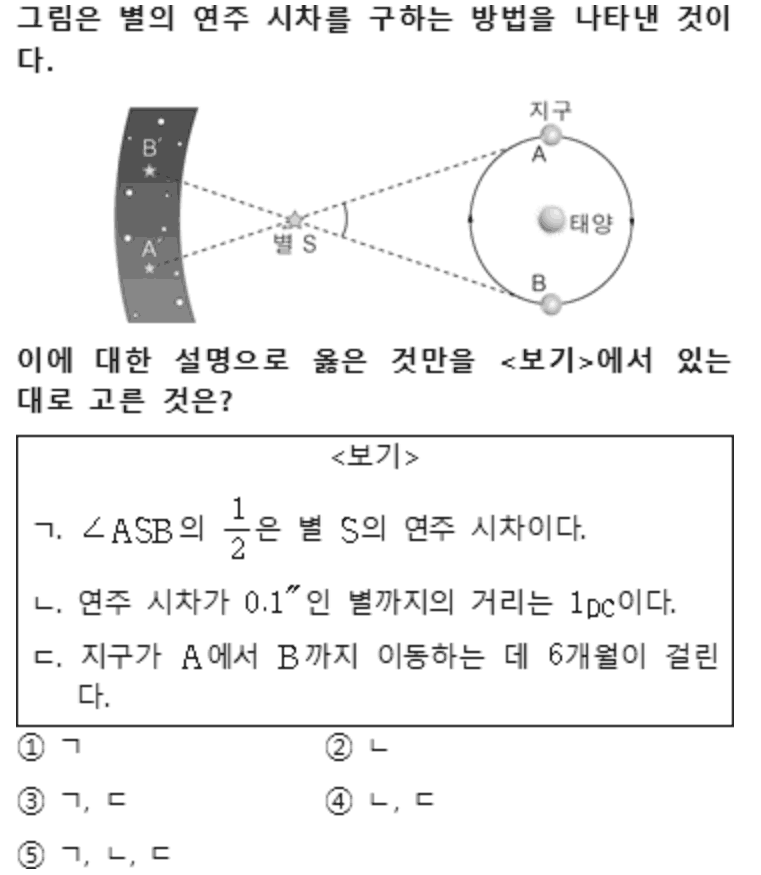 그림은 별의 연주 시차를 구하는 방법을 나타낸 것이
다.
지구
B′
A
태양
별 S
A′
B
이에 대한 설명으로 옳은 것만을 <보기>에서 있는
대로 고른 것은?
<보기>
ㄱ. ∠ASB의 1/2은 별 S의 연주 시차이다.
ㄴ. 연주 시차가 0.1″인 별까지의 거리는 1pc이다.
ㄷ. 지구가 A에서 B까지 이동하는 데 6개월이 걸린
다.
① ㄱ ② ㄴ
③ ㄱ, ㄷ ④ ㄴ, ㄷ
⑤ ㄱ, ㄴ, ㄷ